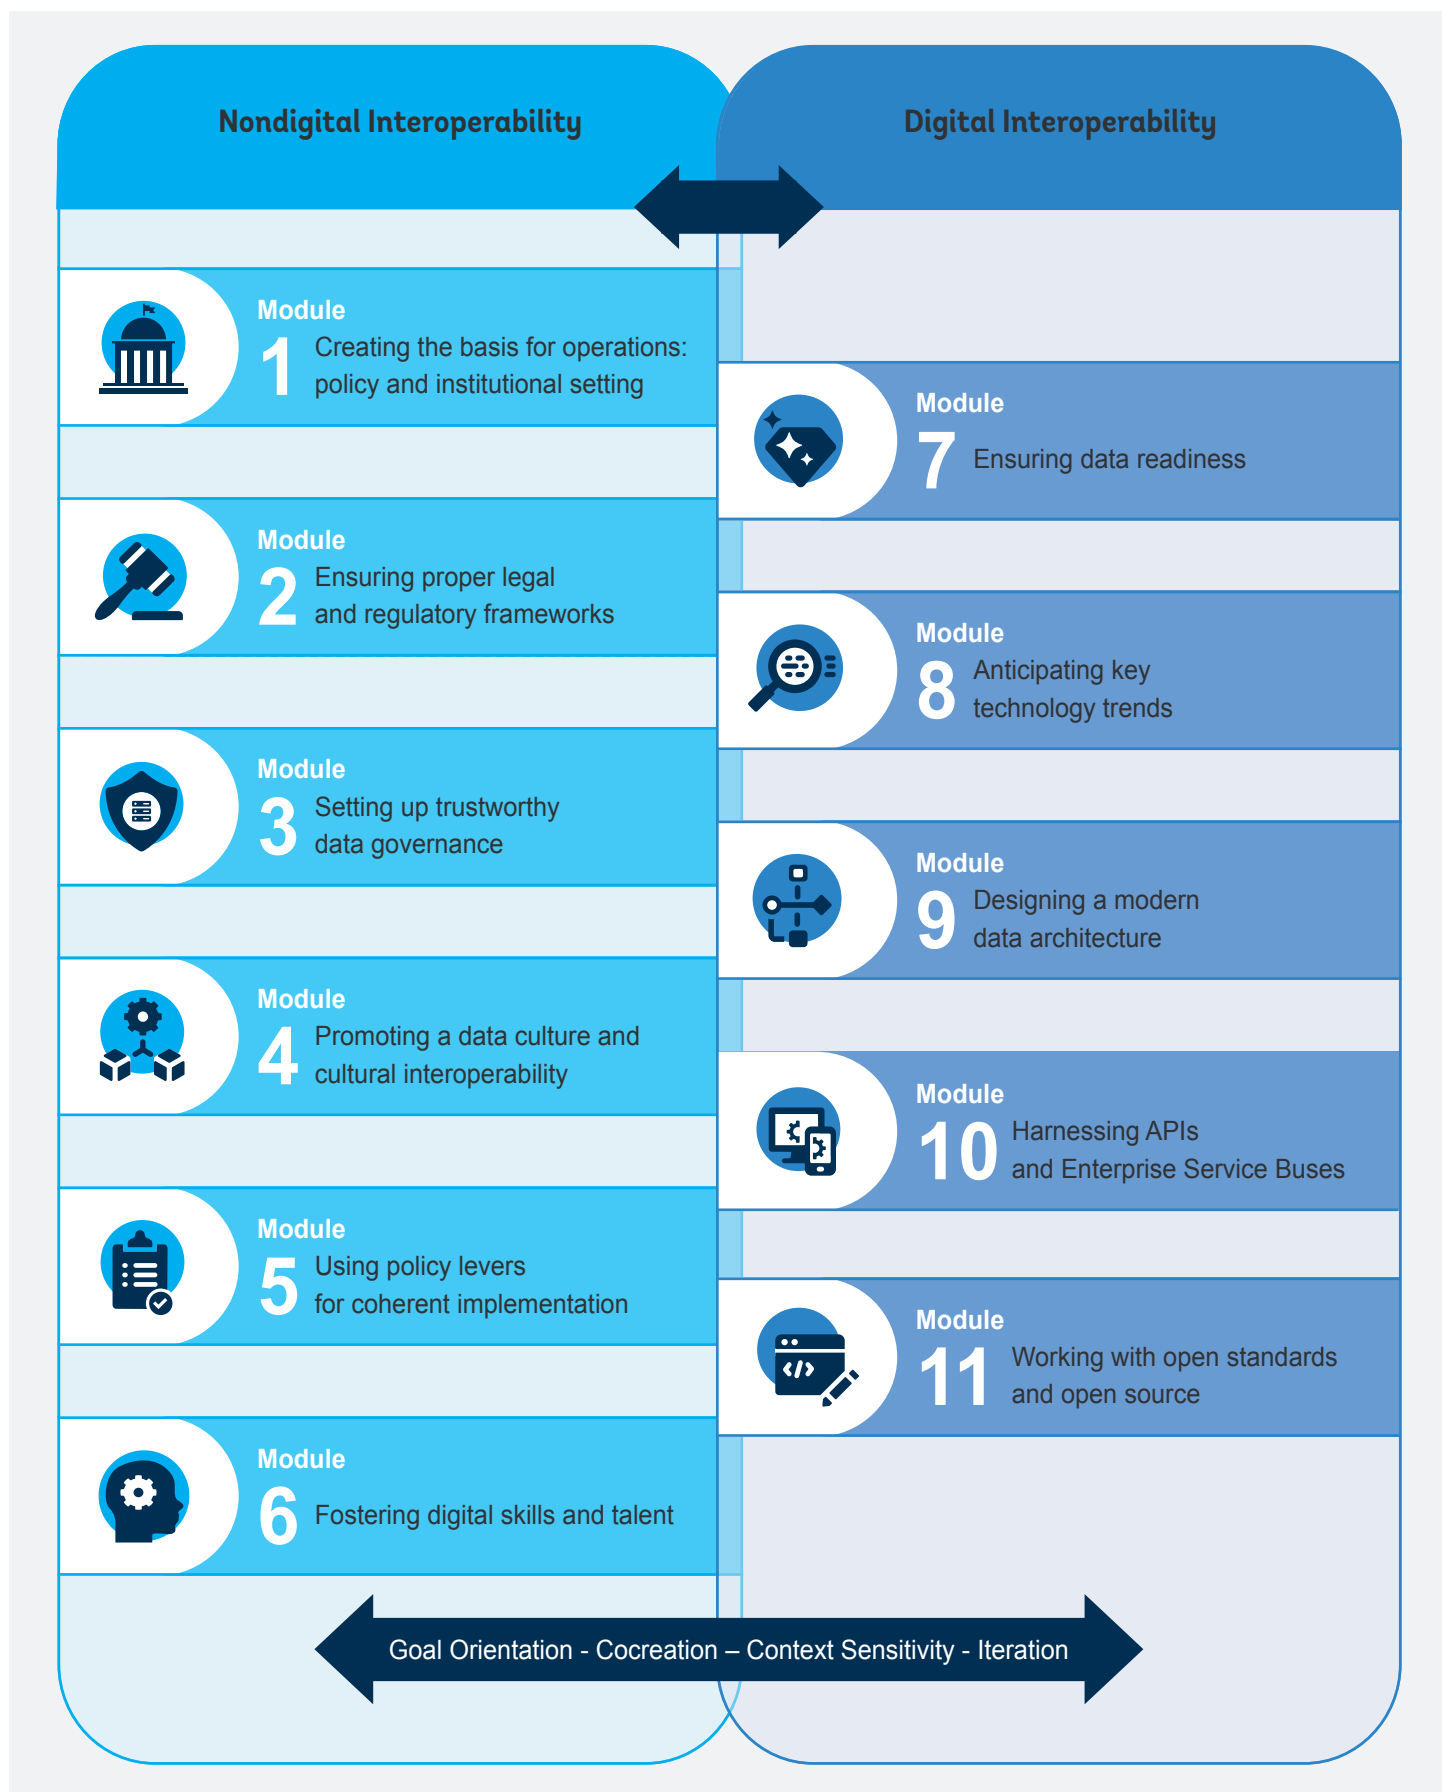 Nondigital Interoperability
Digital Interoperability
Module
1
Creating the basis for operations:
policy and institutional setting
Module
2
Ensuring proper legal
and regulatory frameworks
Module
3
Setting up trustworthy
data governance
Module
4
Promoting a data culture and
cultural interoperability
Module
5
Using policy levers
for coherent implementation
Module
6
Fostering digital skills and talent
Module
7
Ensuring data readiness
Module
8
Anticipating key
technology trends
Module
9
Designing a modern
data architecture
Module
10
Harnessing APIs
and Enterprise Service Buses
Module
11
Working with open standards
and open source
Goal Orientation - Cocreation – Context Sensitivity - Iteration